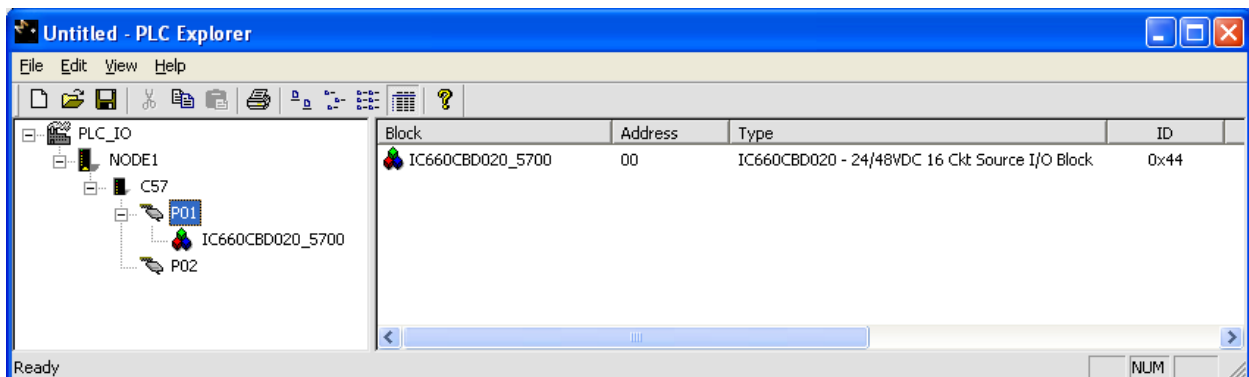 Untitled - PLC Explorer
File Edit View Help
PLC_IO
NODE1
C57
P01
IC660CBD020_5700
P02
Block Address Type ID
IC660CBD020_5700 00 IC660CBD020 - 24/48VDC 16 Ckt Source I/O Block 0x44
Ready NUM